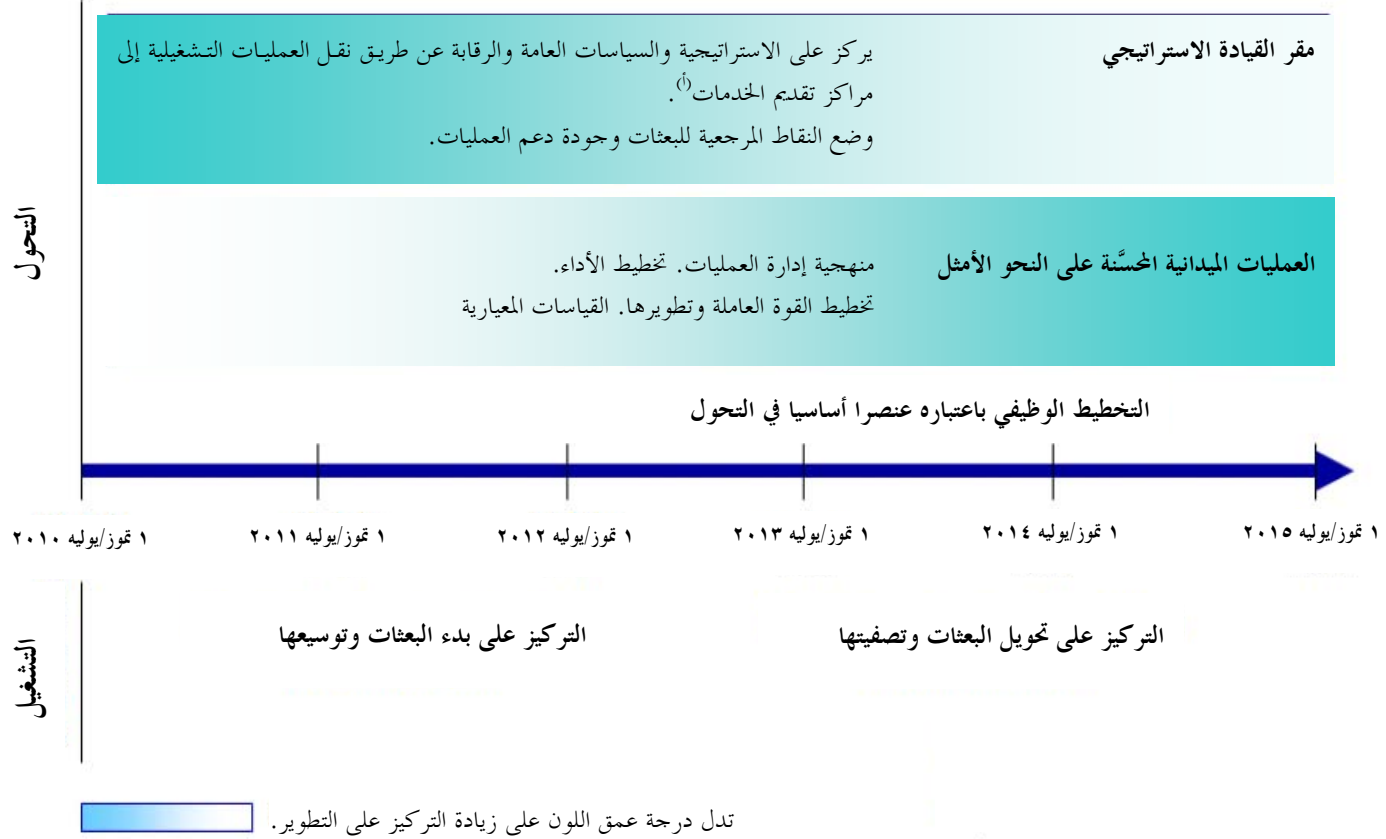 مقر القيادة الاستراتيجي
يركز على الاستراتيجية والسياسات العامة والرقابة عن طريق نقل العمليات التشغيلية إلى
مراكز تقديم الخدمات(أ).
وضع النقاط المرجعية للبعثات وجودة دعم العمليات.
التحول
العمليات الميدانية المحسَّنة على النحو الأمثل
منهجية إدارة العمليات. تخطيط الأداء.
تخطيط القوة العاملة وتطويرها. القياسات المعيارية
التخطيط الوظيفي باعتباره عنصرا أساسيا في التحول
١ تموز/يوليه ٢٠١٠
١ تموز/يوليه ٢٠١١
١ تموز/يوليه ٢٠١٢
١ تموز/يوليه ٢٠١٣
١ تموز/يوليه ٢٠١٤
١ تموز/يوليه ٢٠١٥
التشغيل
التركيز على بدء البعثات وتوسيعها
التركيز على تحويل البعثات وتصفيتها
تدل درجة عمق اللون على زيادة التركيز على التطوير.